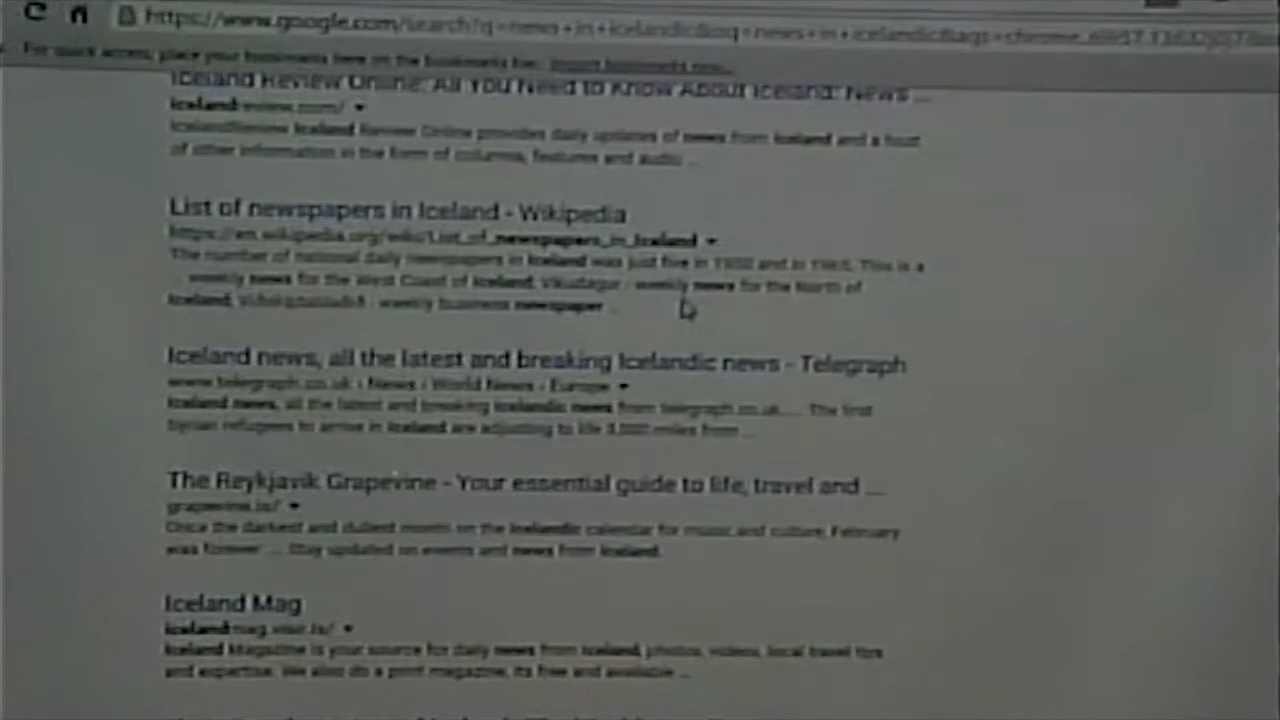 https://www.google.com/search?q=news+in+icelandic&oq=news+in+icelandic&aqs=chrome
For quick access, place your bookmarks here on the bookmarks bar. Import bookmarks now...
Iceland Review Online: All You Need to Know About Iceland: News ...
icelandreview.com/
IcelandReview Iceland Review Online provides daily updates of news from Iceland and a host
of other information in the form of columns, features and audio ...
List of newspapers in Iceland - Wikipedia
https://en.wikipedia.org/wiki/List_of_newspapers_in_Iceland
The number of national daily newspapers in Iceland was just five in and in This is a
... weekly news for the West Coast of Iceland; - weekly news for the North of
Iceland; - weekly business newspaper ...
Iceland news, all the latest and breaking Icelandic news - Telegraph
www.telegraph.co.uk › News › World News › Europe
Iceland news, all the latest and breaking Icelandic news from telegraph.co.uk. ... The first
Syrian refugees to arrive in Iceland are adjusting to life miles from ...
The Reykjavik Grapevine - Your essential guide to life, travel and ...
grapevine.is/
Once the darkest and dullest month on the Icelandic calendar for music and culture, February
was forever ... Stay updated on events and news from Iceland.
Iceland Mag
icelandmag.visir.is/
Iceland Magazine is your source for daily news from Iceland, photos, videos, local travel tips
and expertise. We also do a print magazine, its free and available ...